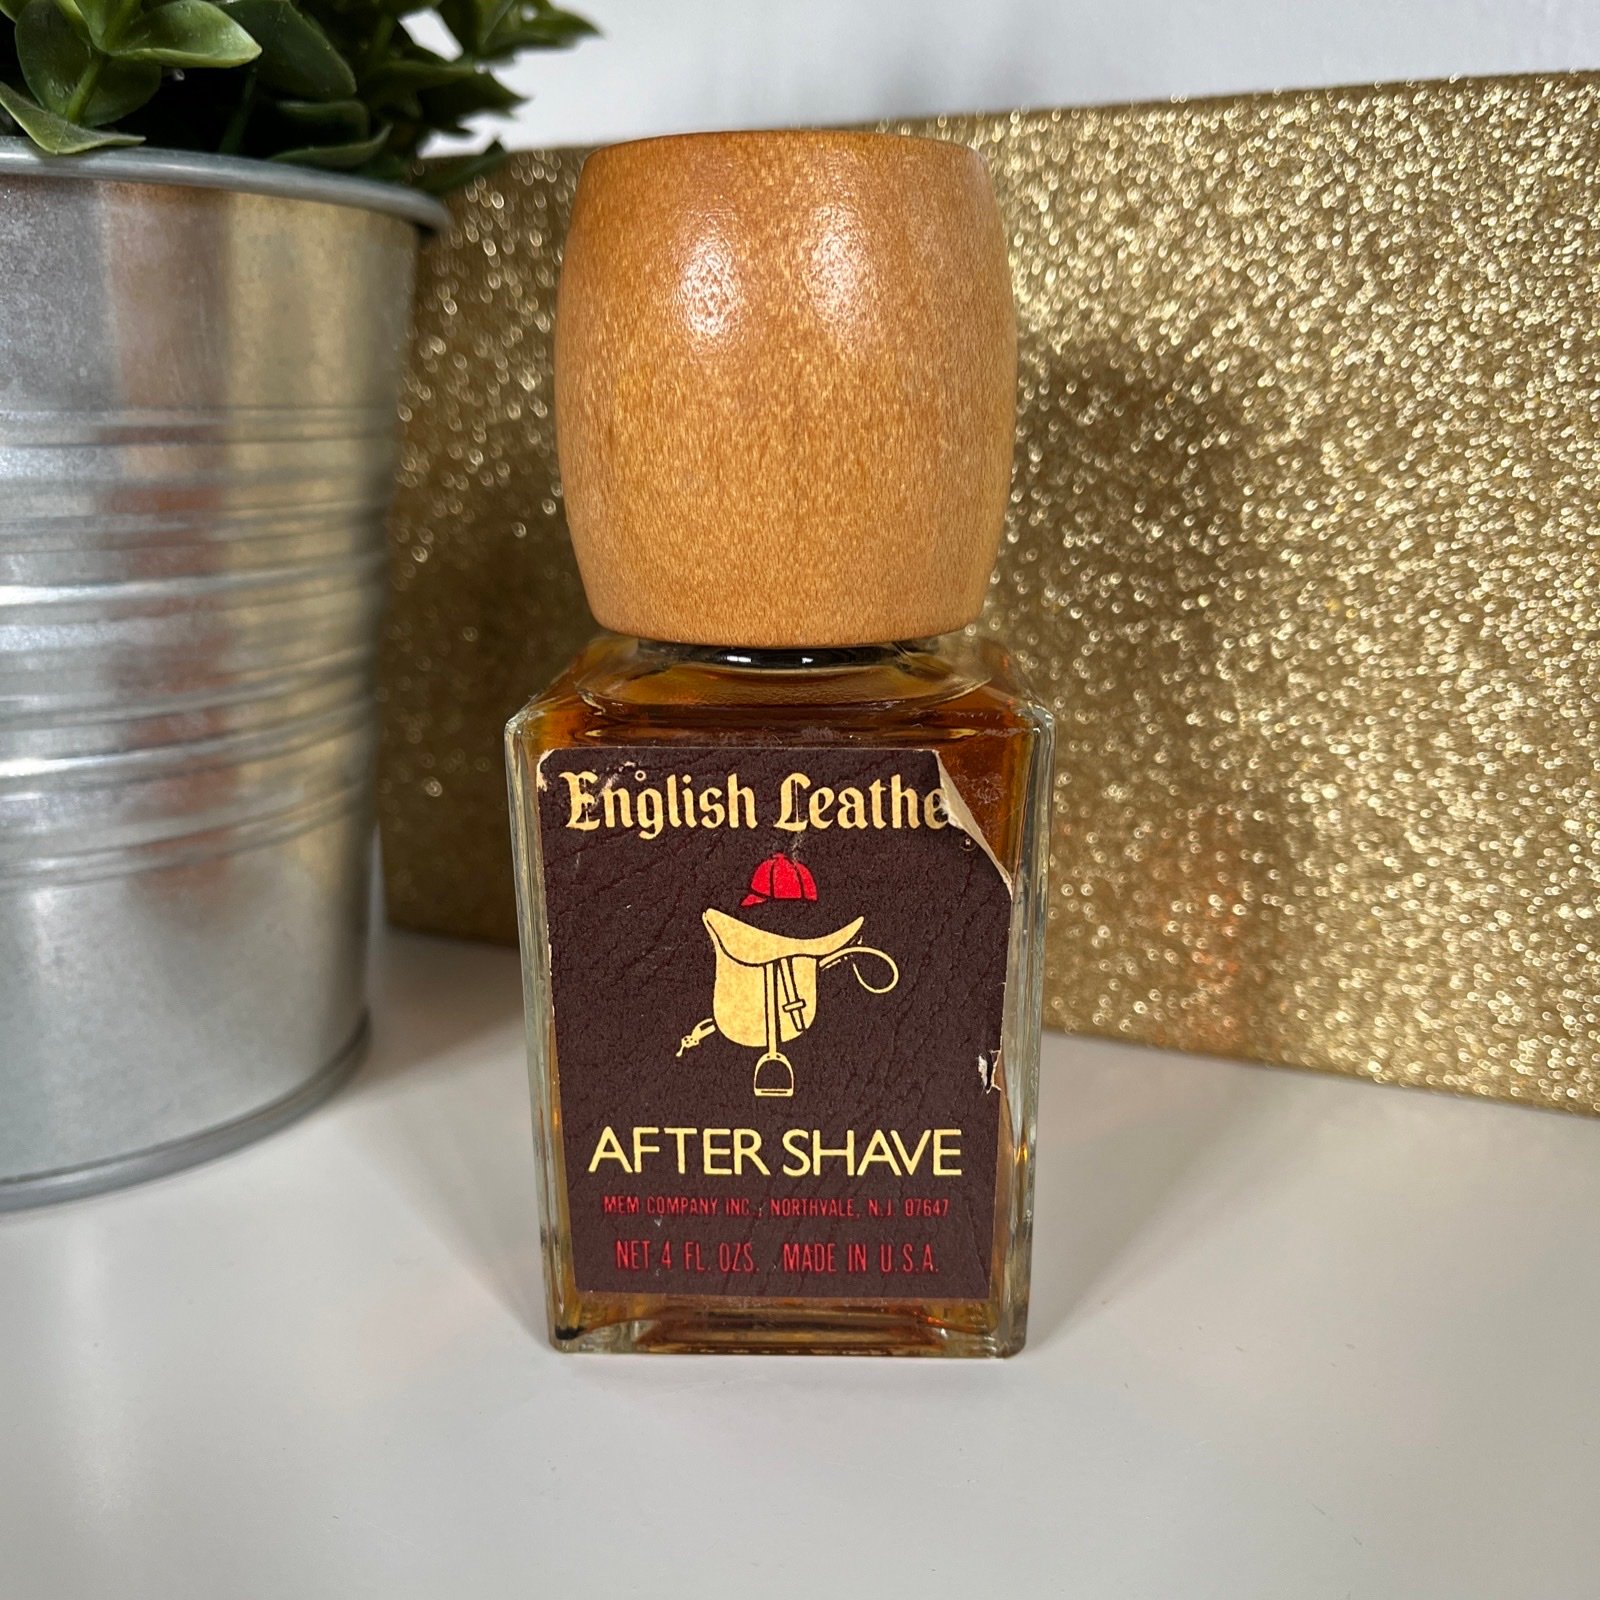 English Leathe
AFTER SHAVE
MEM COMPANY INC., NORTHVALE, N.J. 07647
NET 4 FL. OZS. MADE IN U.S.A.